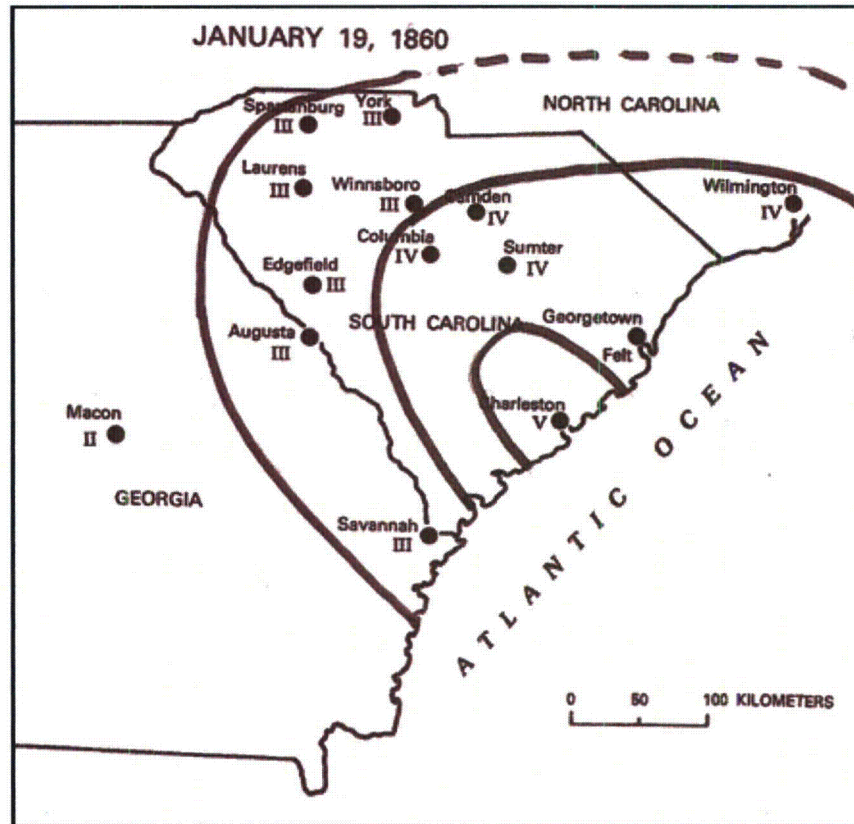 JANUARY 19, 1860
NORTH CAROLINA
Spartanburg
III
York
III
Laurens
III
Winnsboro
III
Camden
IV
Wilmington
IV
Columbia
IV
Sumter
IV
Edgefield
III
SOUTH CAROLINA
Georgetown
Felt
Augusta
III
Charleston
V
Macon
II
GEORGIA
Savannah
III
ATLANTIC OCEAN
0 50 100 KILOMETERS